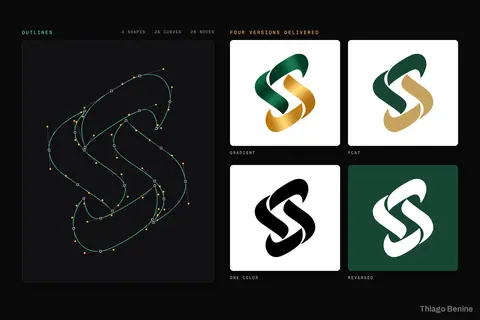 OUTLINES
4 SHAPES 26 CURVES 26 NODES
FOUR VERSIONS DELIVERED
GRADIENT
FLAT
ONE COLOR
REVERSED
Thiago Benine